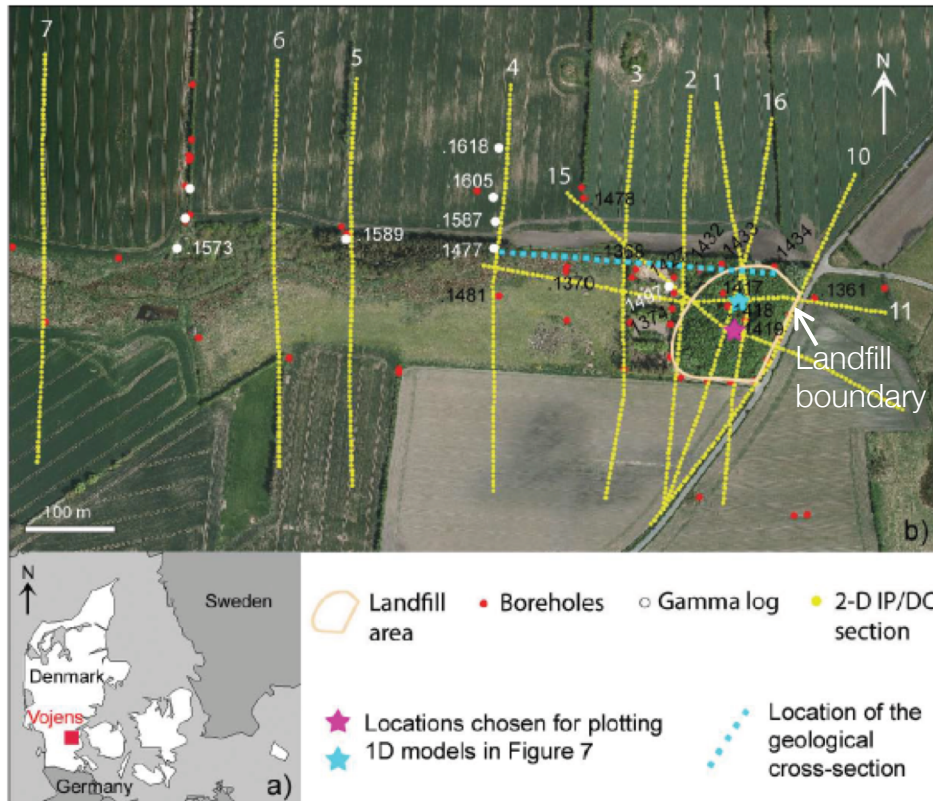 7
6
5
4
3
2
1
16
N
10
.1618
15
.1605
.1478
.1587
.1432
.1433
.1434
.1573
.1589
.1477
.1370
.1497
.1417
.1361
.1481
.1374
.1418
.1419
11
Landfill
boundary
100 m
b)
N
Sweden
Denmark
Vojens
Germany
a)
Landfill
area
Boreholes
Gamma log
2-D IP/DC
section
Locations chosen for plotting
1D models in Figure 7
Location of the
geological
cross-section